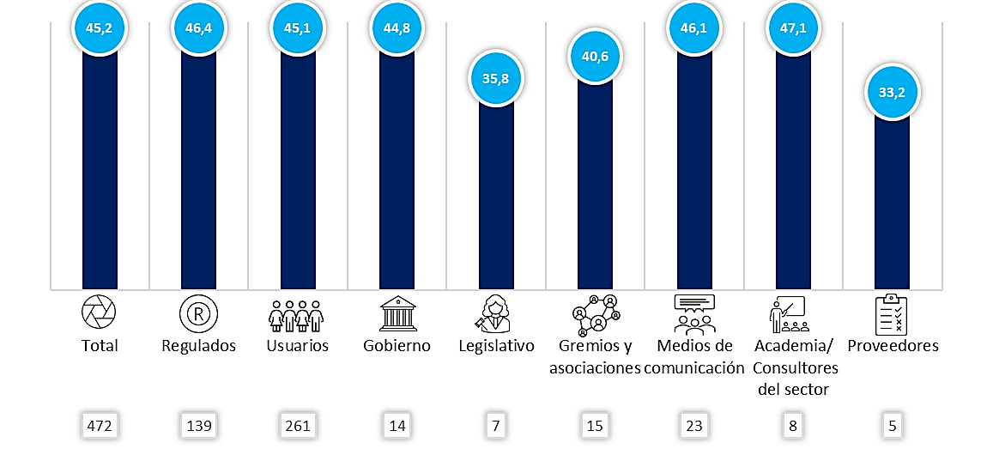 45,2 46,4 45,1 44,8 35,8 40,6 46,1 47,1 33,2
R
Total Regulados Usuarios Gobierno Legislativo Gremios y Medios de Academia/ Proveedores
asociaciones comunicación Consultores
del sector
472 139 261 14 7 15 23 8 5